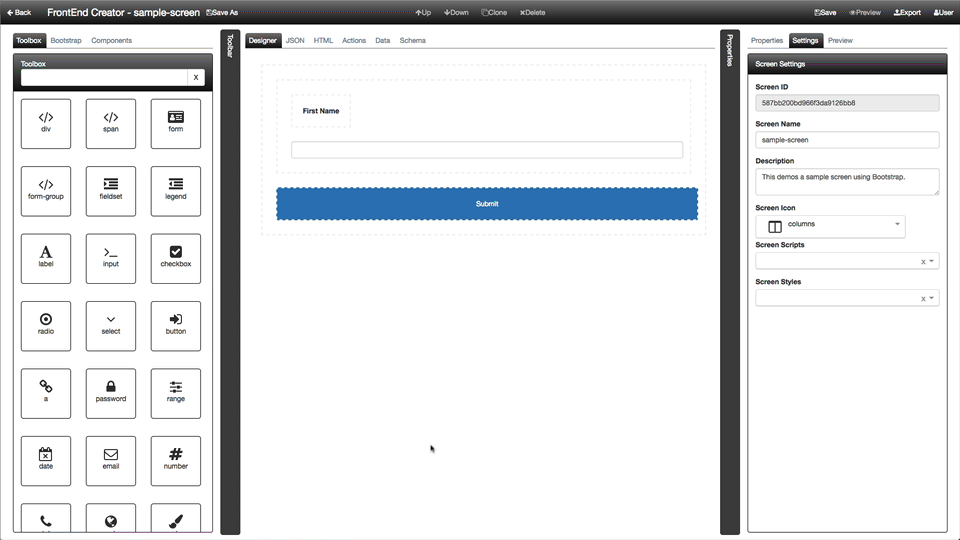 Back FrontEnd Creator - sample-screen Save As Up Down Clone Delete Save Preview Export User
Toolbox Bootstrap Components
Toolbox
X
</> </> 
div span form
</>
form-group fieldset legend
A >_
label input checkbox
radio select button
a password range
date email number
Toolbar
Designer JSON HTML Actions Data Schema
First Name
Submit
Properties
Properties Settings Preview
Screen Settings
Screen ID
587bb200bd966f3da9126bb8
Screen Name
sample-screen
Description
This demos a sample screen using Bootstrap.
Screen Icon
columns
Screen Scripts
x
Screen Styles
x